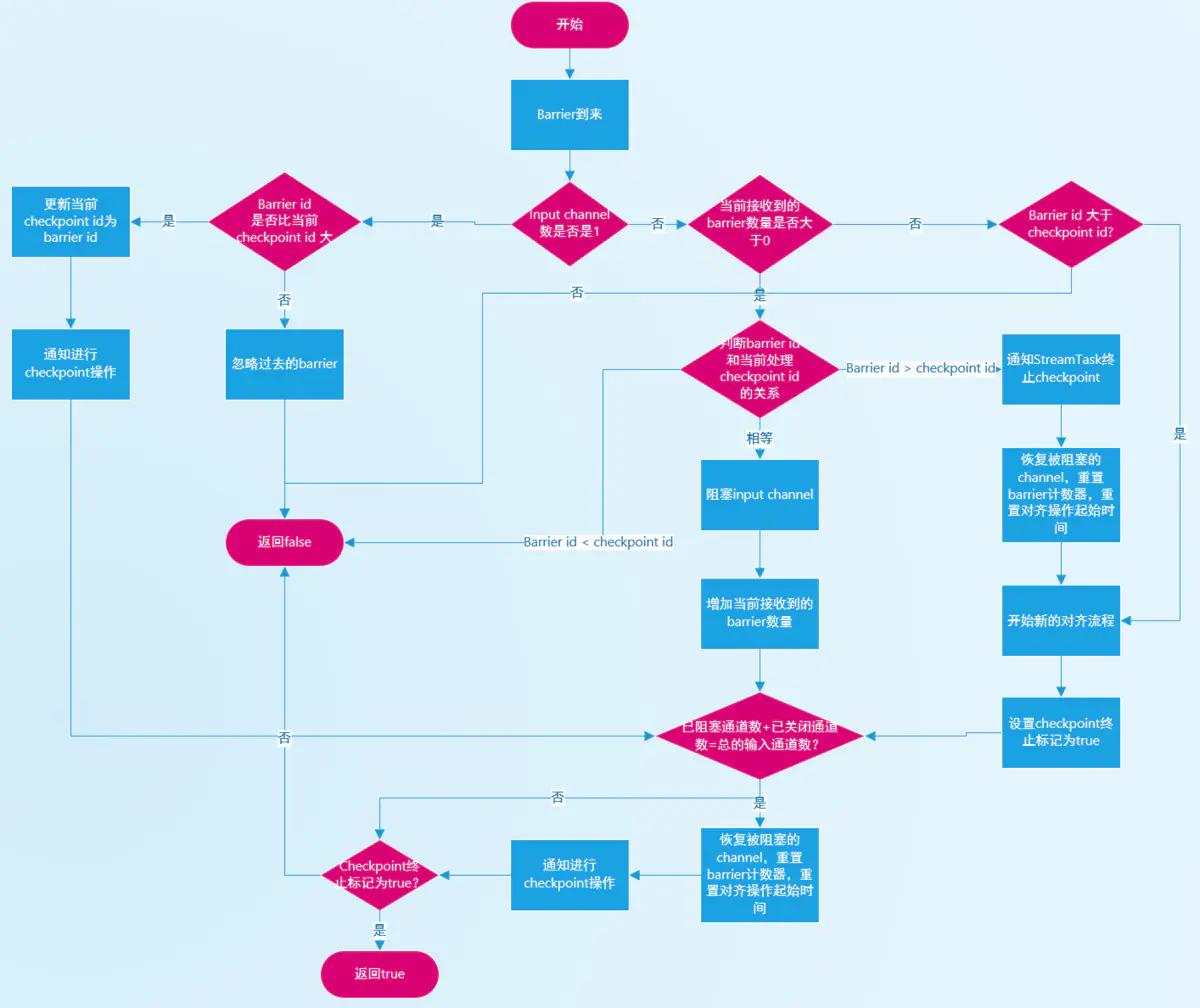 开始
Barrier到来
更新当前
checkpoint id为
barrier id
是
Barrier id
是否比当前
checkpoint id 大
是
Input channel
数是否是1
否
当前接收到的
barrier数量是否大
于0
否
Barrier id 大于
checkpoint id?
否
否
是
通知进行
checkpoint操作
忽略过去的barrier
判断barrier id
和当前处理
checkpoint id
的关系
Barrier id > checkpoint id
通知StreamTask终
止checkpoint
是
相等
阻塞input channel
恢复被阻塞的
channel，重置
barrier计数器，重
置对齐操作起始时
间
返回false
Barrier id < checkpoint id
增加当前接收到的
barrier数量
开始新的对齐流程
否
已阻塞通道数+已关闭通道
数=总的输入通道数?
设置checkpoint终
止标记为true
否
是
Checkpoint终
止标记为true?
通知进行
checkpoint操作
恢复被阻塞的
channel，重置
barrier计数器，重
置对齐操作起始时
间
是
返回true